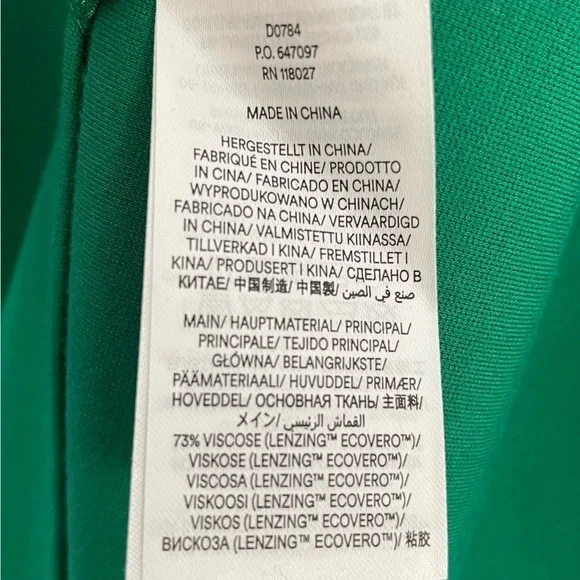 D0784
P.O. 647097
RN 118027
MADE IN CHINA
HERGESTELLT IN CHINA/
FABRIQUÉ EN CHINE/ PRODOTTO
IN CINA/ FABRICADO EN CHINA/
WYPRODUKOWANO W CHINACH/
FABRICADO NA CHINA/ VERVAARDIGD
IN CHINA/ VALMISTETTU KIINASSA/
TILLVERKAD I KINA/ FREMSTILLET I
KINA/ PRODUSERT I KINA/ СДЕЛАНО В
КИТАЕ/ 中国制造/ 中国製/ صنع في الصين
MAIN/ HAUPTMATERIAL/ PRINCIPAL/
PRINCIPALE/ TEJIDO PRINCIPAL/
GŁÓWNA/ BELANGRIJKSTE/
PÄÄMATERIAALI/ HUVUDDEL/ PRIMÆR/
HOVEDDEL/ ОСНОВНАЯ ТКАНЬ/ 主面料/
メイン/ القماش الرئيسي/
73% VISCOSE (LENZING™ ECOVERO™)/
VISKOSE (LENZING™ ECOVERO™)/
VISCOSA (LENZING™ ECOVERO™)/
VISKOOSI (LENZING™ ECOVERO™)/
VISKOS (LENZING™ ECOVERO™)/
ВИСКОЗА (LENZING™ ECOVERO™)/ 粘胶